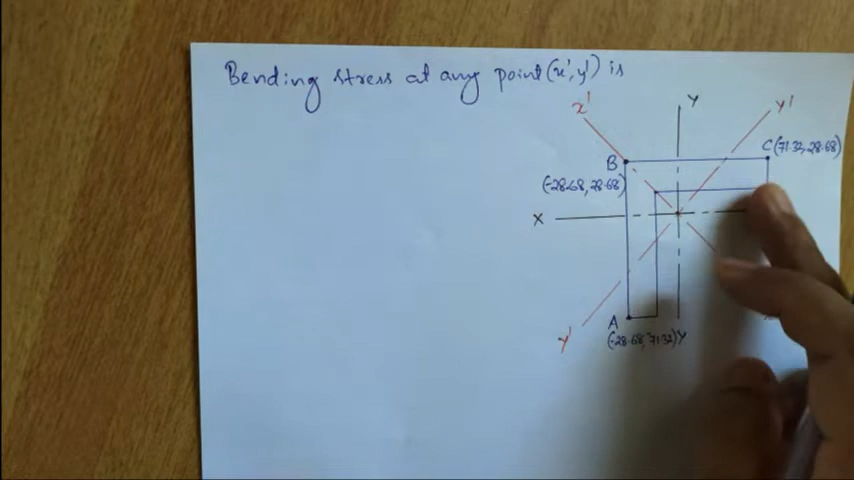 Bending stress at any point (x', y') is
x'
Y
y'
B
C (71.32, 28.68)
(-28.68, 28.68)
X
A
y'
(-28.68, -71.32) Y